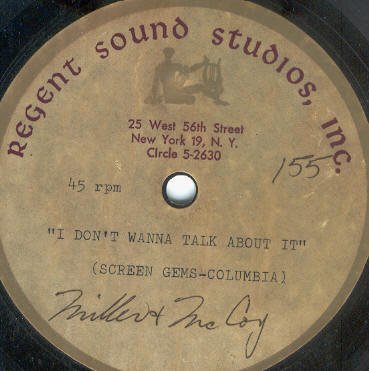 REGENT SOUND STUDIOS, INC.
25 West 56th Street
New York 19, N. Y.
CIrcle 5-2630
155
45 rpm
"I DON'T WANNA TALK ABOUT IT"
(SCREEN GEMS-COLUMBIA)
Miller & McCoy